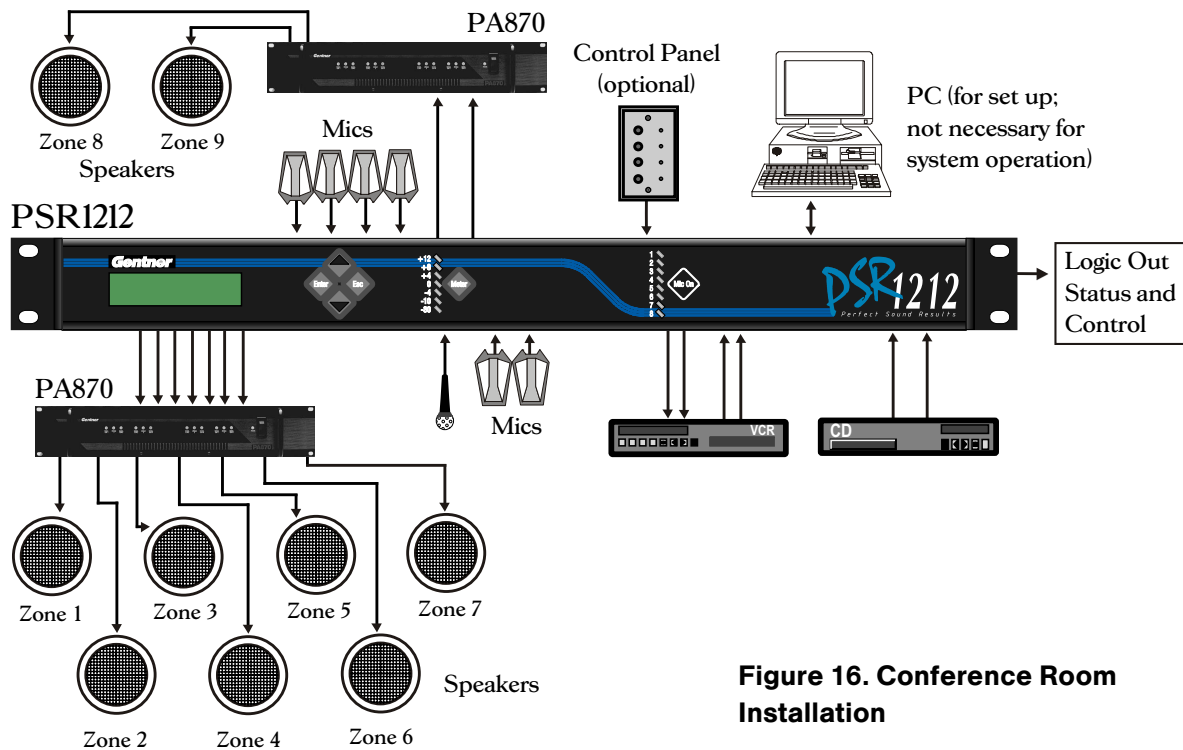 PA870
Control Panel
(optional)
PC (for set up;
not necessary for
system operation)
Zone 8
Zone 9
Speakers
Mics
PSR1212
Gentner
Enter
Esc
+12
+8
+4
0
-4
-10
Meter
1
2
3
4
5
6
7
8
Mic On
PSR1212
Perfect Sound Results
Logic Out
Status and
Control
PA870
Mics
VCR
CD
Zone 1
Zone 3
Zone 5
Zone 7
Speakers
Zone 2
Zone 4
Zone 6
Figure 16. Conference Room
Installation